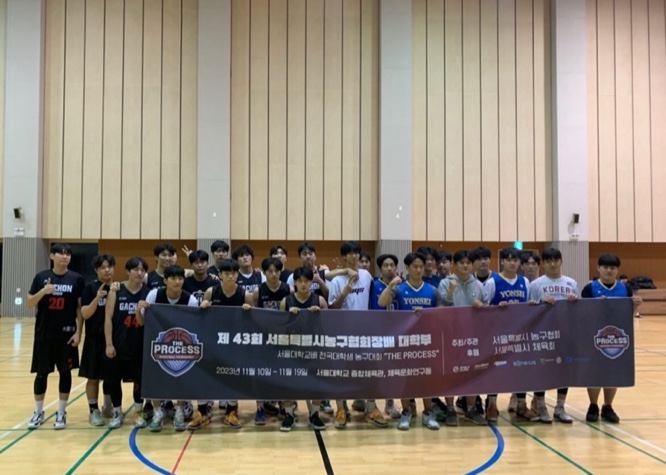 제 43회 서울특별시농구협회장배 대학부
서울대학교배 전국대학생 농구대회 "THE PROCESS"
2023년 11월 10일 - 11월 19일 서울대학교 종합체육관, 체육문화연구동
주최/주관 서울특별시 농구협회
후원 서울특별시 체육회
THE
PROCESS
THE
PROCESS
GACHON
20
GACHON
44
YONSEI
YONSEI
KOREA